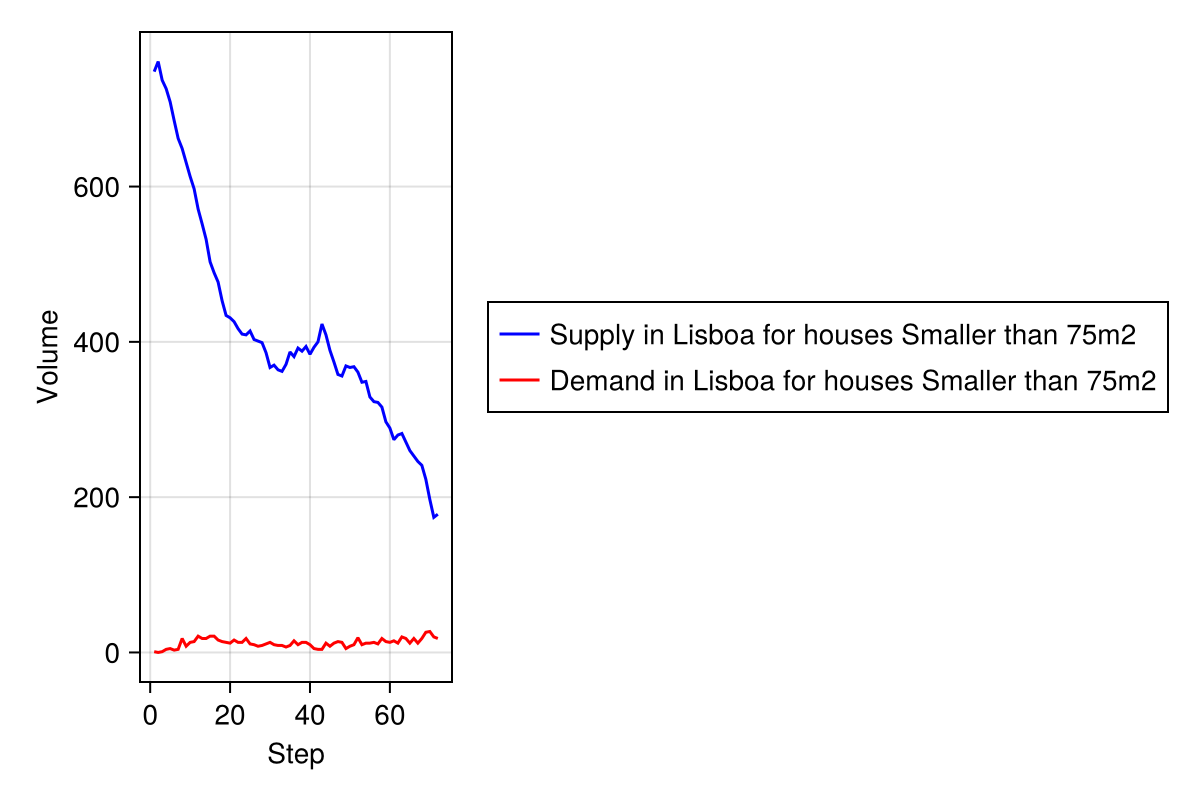 Volume
600
400
200
0
0 20 40 60
Step
Supply in Lisboa for houses Smaller than 75m2
Demand in Lisboa for houses Smaller than 75m2